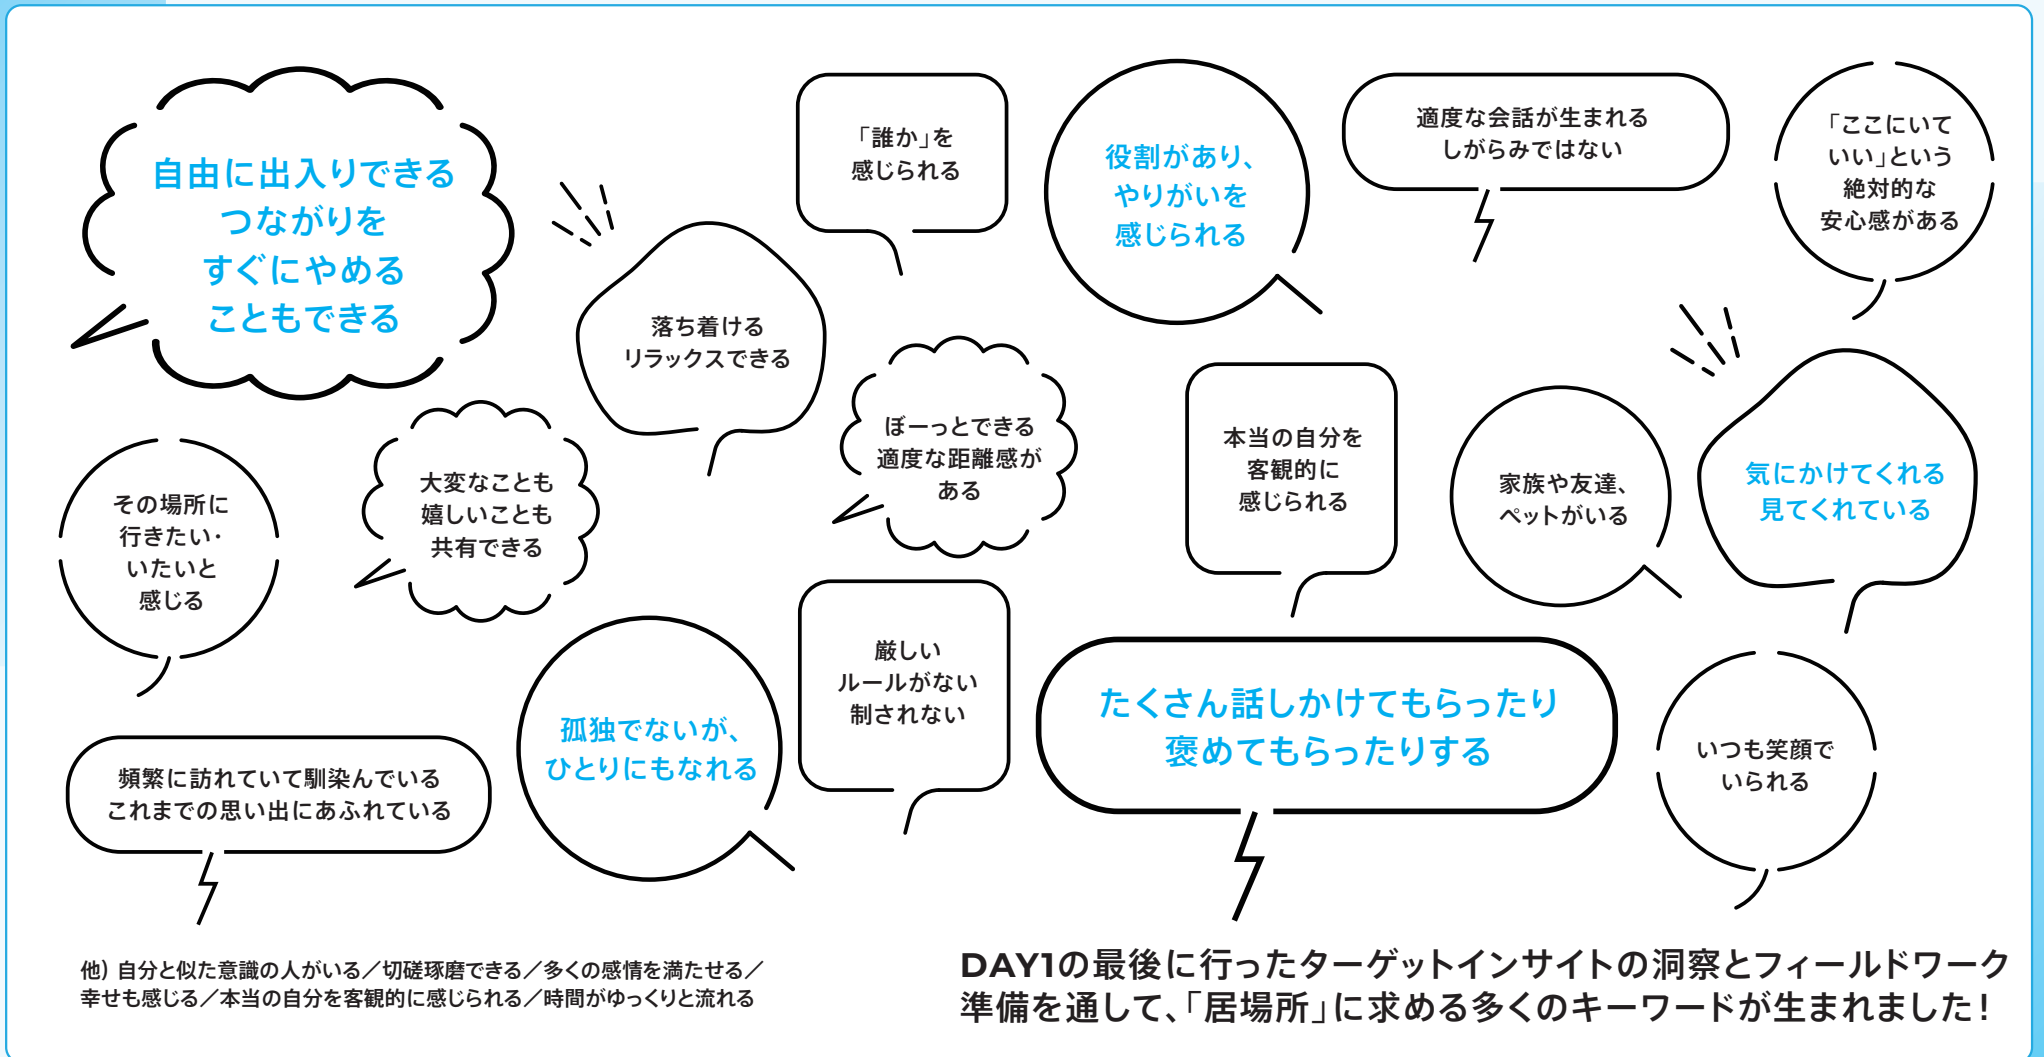 自由に出入りできる
つながりを
すぐにやめる
こともできる
「誰か」を
感じられる
役割があり、
やりがいを
感じられる
適度な会話が生まれる
しがらみではない
「ここにいて
いい」という
絶対的な
安心感がある
落ち着ける
リラックスできる
ぼーっとできる
適度な距離感が
ある
本当の自分を
客観的に
感じられる
家族や友達、
ペットがいる
気にかけてくれる
見てくれている
その場所に
行きたい・
いたいと
感じる
大変なことも
嬉しいことも
共有できる
孤独でないが、
ひとりにもなれる
厳しい
ルールがない
制されない
たくさん話しかけてもらったり
褒めてもらったりする
いつも笑顔で
いられる
頻繁に訪れていて馴染んでいる
これまでの思い出にあふれている
他）自分と似た意識の人がいる／切磋琢磨できる／多くの感情を満たせる／
幸せも感じる／本当の自分を客観的に感じられる／時間がゆっくりと流れる
DAY1の最後に行ったターゲットインサイトの洞察とフィールドワーク
準備を通して、「居場所」に求める多くのキーワードが生まれました！